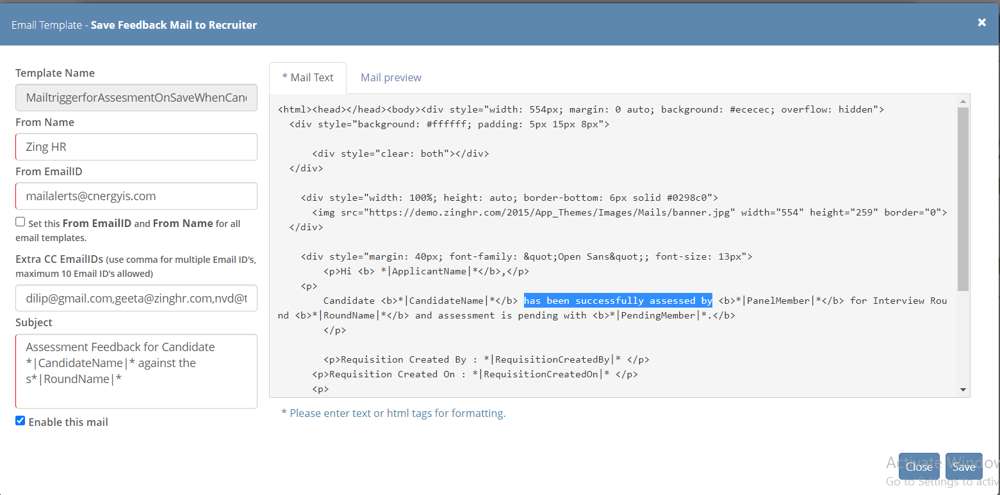 Email Template - Save Feedback Mail to Recruiter
Template Name
MailtriggerforAssesmentOnSaveWhenCan
From Name
Zing HR
From EmailID
mailalerts@cnergyis.com
Set this From EmailID and From Name for all
email templates.
Extra CC EmailIDs (use comma for multiple Email ID's,
maximum 10 Email ID's allowed)
dilip@gmail.com,geeta@zinghr.com,nvd@t
Subject
Assessment Feedback for Candidate
*|CandidateName|* against the
s*|RoundName|*
Enable this mail
* Mail Text
Mail preview
<html><head></head><body><div style="width: 554px; margin: 0 auto; background: #ececec; overflow: hidden">
<div style="background: #ffffff; padding: 5px 15px 8px">
<div style="clear: both"></div>
</div>
<div style="width: 100%; height: auto; border-bottom: 6px solid #0298c0">
<img src="https://demo.zinghr.com/2015/App_Themes/Images/Mails/banner.jpg" width="554" height="259" border="0">
</div>
<div style="margin: 40px; font-family: &quot;Open Sans&quot;; font-size: 13px">
<p>Hi <b> *|ApplicantName|*</b>,</p>
<p>
Candidate <b>*|CandidateName|*</b> has been successfully assessed by <b>*|PanelMember|*</b> for Interview Rou
nd <b>*|RoundName|*</b> and assessment is pending with <b>*|PendingMember|*.</b>
</p>
<p>Requisition Created By : *|RequisitionCreatedBy|* </p>
<p>Requisition Created On : *|RequisitionCreatedOn|* </p>
<p>
* Please enter text or html tags for formatting.
Close
Save
Activate Window
Go to Settings to activ